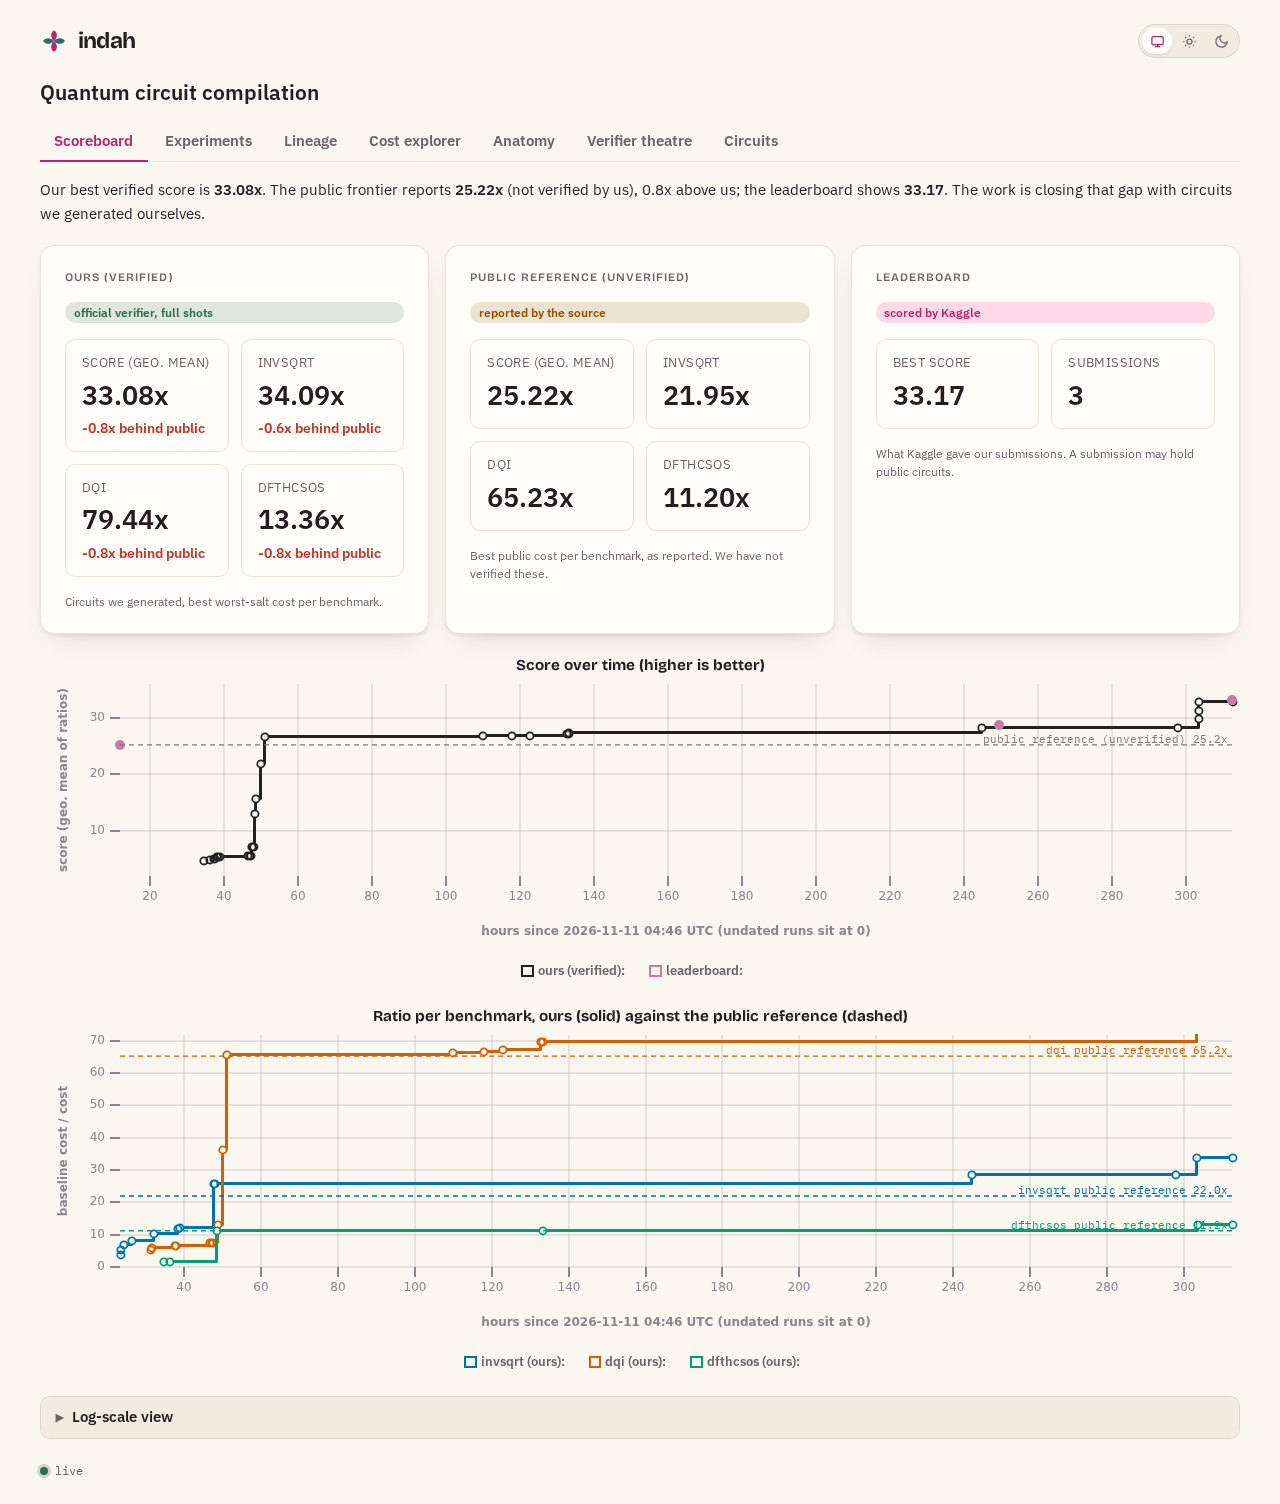 indah
Quantum circuit compilation
Scoreboard Experiments Lineage Cost explorer Anatomy Verifier theatre Circuits
Our best verified score is 33.08x. The public frontier reports 25.22x (not verified by us), 0.8x above us; the leaderboard shows 33.17. The work is closing that gap with circuits
we generated ourselves.
OURS (VERIFIED)
official verifier, full shots
SCORE (GEO. MEAN) INVSQRT
33.08x 34.09x
-0.8x behind public -0.6x behind public
DQI DFTHCSOS
79.44x 13.36x
-0.8x behind public -0.8x behind public
Circuits we generated, best worst-salt cost per benchmark.
PUBLIC REFERENCE (UNVERIFIED)
reported by the source
SCORE (GEO. MEAN) INVSQRT
25.22x 21.95x
DQI DFTHCSOS
65.23x 11.20x
Best public cost per benchmark, as reported. We have not
verified these.
LEADERBOARD
scored by Kaggle
BEST SCORE SUBMISSIONS
33.17 3
What Kaggle gave our submissions. A submission may hold
public circuits.
Score over time (higher is better)
score (geo. mean of ratios)
30
20
10
public reference (unverified) 25.2x
20 40 60 80 100 120 140 160 180 200 220 240 260 280 300
hours since 2026-11-11 04:46 UTC (undated runs sit at 0)
ours (verified): leaderboard:
Ratio per benchmark, ours (solid) against the public reference (dashed)
baseline cost / cost
70
60
50
40
30
20
10
0
dqi public reference 65.2x
invsqrt public reference 22.0x
dfthcsos public reference
40 60 80 100 120 140 160 180 200 220 240 260 280 300
hours since 2026-11-11 04:46 UTC (undated runs sit at 0)
invsqrt (ours): dqi (ours): dfthcsos (ours):
Log-scale view
live